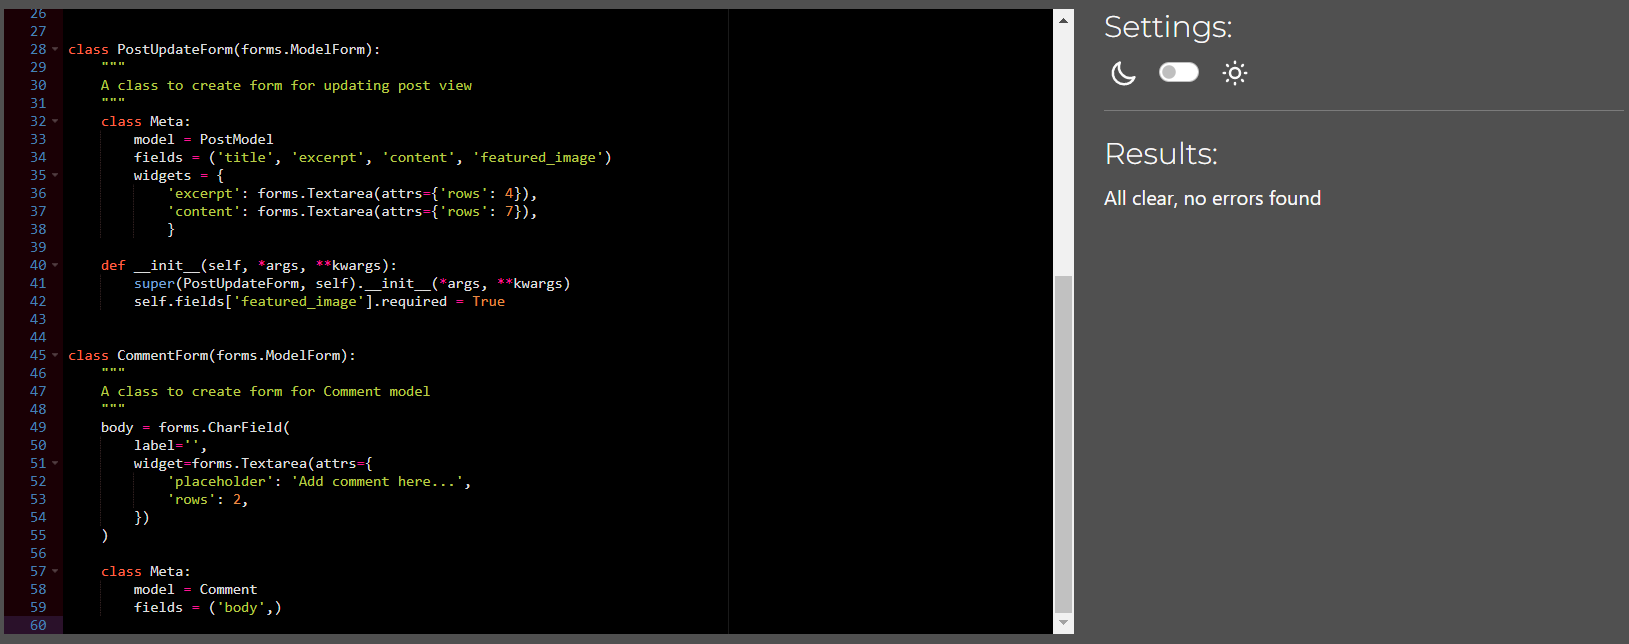 26
27
28 class PostUpdateForm(forms.ModelForm):
29     """
30     A class to create form for updating post view
31     """
32     class Meta:
33         model = PostModel
34         fields = ('title', 'excerpt', 'content', 'featured_image')
35         widgets = {
36             'excerpt': forms.Textarea(attrs={'rows': 4}),
37             'content': forms.Textarea(attrs={'rows': 7}),
38             }
39
40     def __init__(self, *args, **kwargs):
41         super(PostUpdateForm, self).__init__(*args, **kwargs)
42         self.fields['featured_image'].required = True
43
44
45 class CommentForm(forms.ModelForm):
46     """
47     A class to create form for Comment model
48     """
49     body = forms.CharField(
50         label='',
51         widget=forms.Textarea(attrs={
52             'placeholder': 'Add comment here...',
53             'rows': 2,
54         })
55     )
56
57     class Meta:
58         model = Comment
59         fields = ('body',)
60
Settings:
Results:
All clear, no errors found